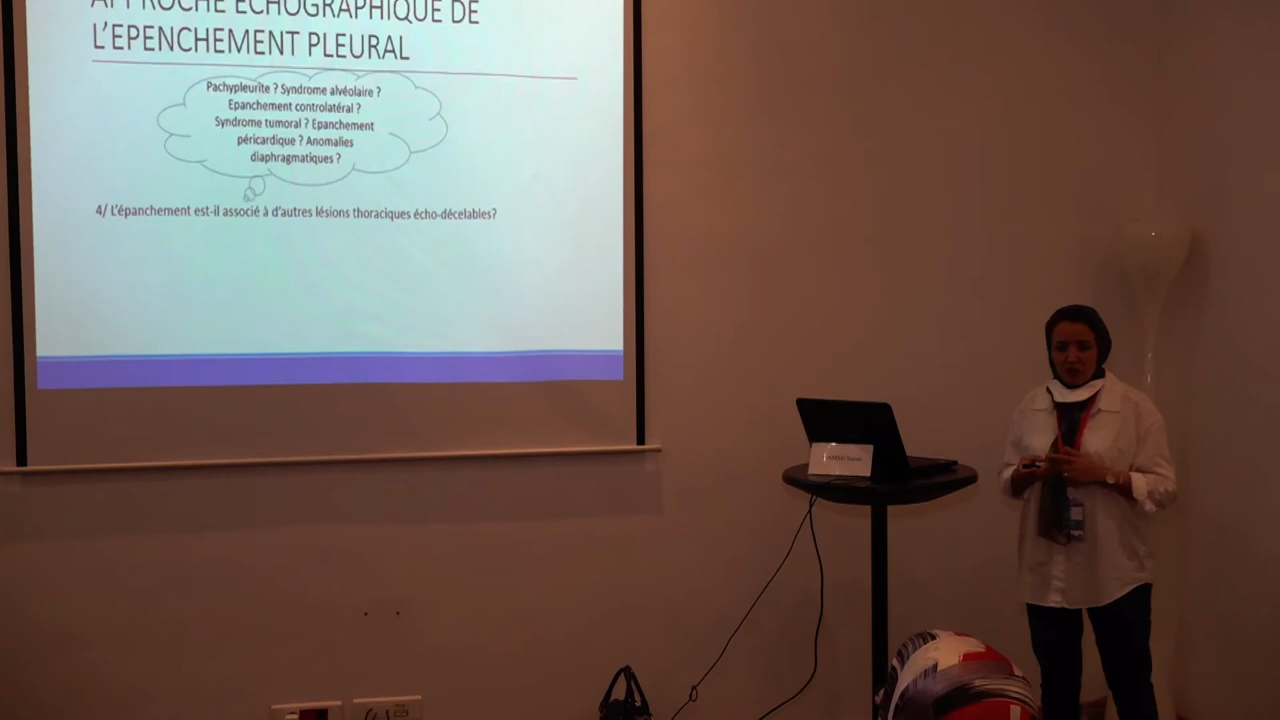 APPROCHE ECHOGRAPHIQUE DE
L'EPENCHEMENT PLEURAL
Pachypleurite ? Syndrome alvéolaire ?
Epanchement controlatéral ?
Syndrome tumoral ? Epanchement
péricardique ? Anomalies
diaphragmatiques ?
4/ L'épanchement est-il associé à d'autres lésions thoraciques écho-décelables?